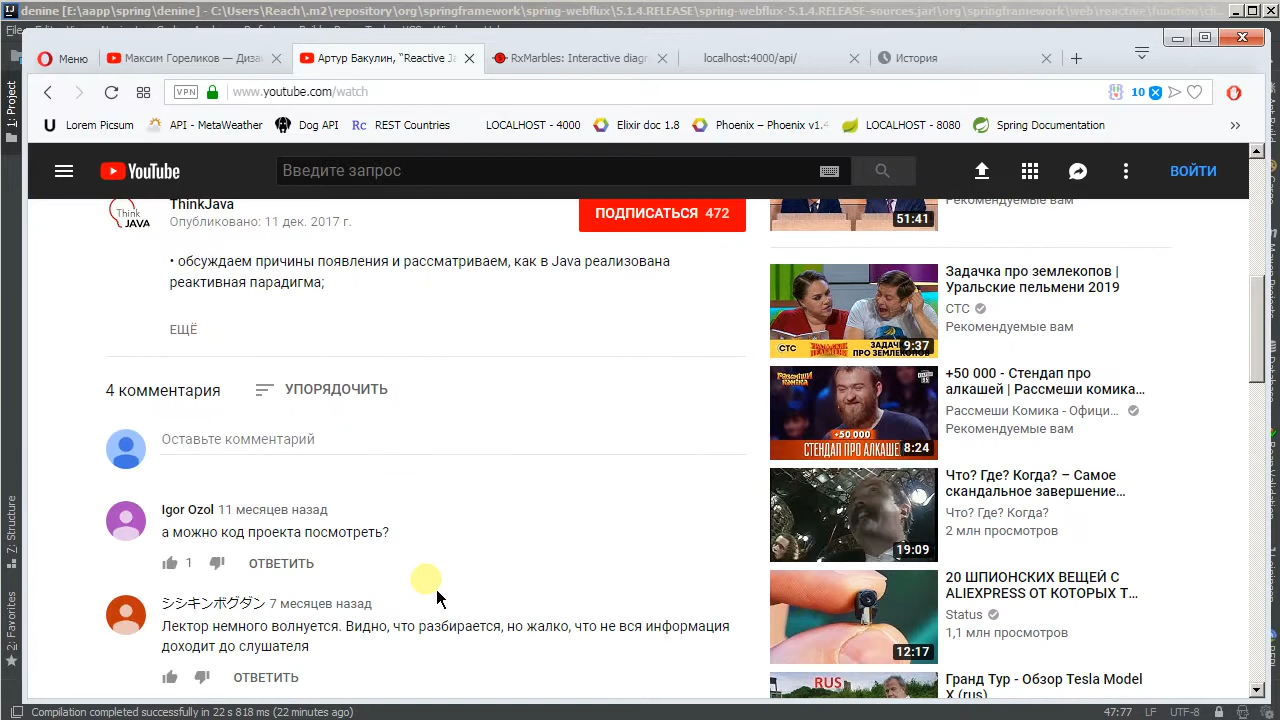 denine [E:\aapp\spring\denine] - C:\Users\Reach\.m2\repository\org\springframework\spring-webflux\5.1.4.RELEASE\spring-webflux-5.1.4.RELEASE-sources.jar!\org\springframework\web\reactive\function\cli...
Меню
Максим Гореликов — Диза
Артур Бакулин, "Reactive
RxMarbles: Interactive diagr
localhost:4000/api/
История
VPN
www.youtube.com/watch
10
Lorem Picsum
API - MetaWeather
Dog API
Rc REST Countries
LOCALHOST - 4000
Elixir doc 1.8
Phoenix – Phoenix v1.4
LOCALHOST - 8080
Spring Documentation
1: Project
YouTube
Введите запрос
ВОЙТИ
Think JAVA
ThinkJava
Опубликовано: 11 дек. 2017 г.
ПОДПИСАТЬСЯ 472
• обсуждаем причины появления и рассматриваем, как в Java реализована
реактивная парадигма;
ЕЩЁ
4 комментария
УПОРЯДОЧИТЬ
Оставьте комментарий
Igor Ozol 11 месяцев назад
а можно код проекта посмотреть?
1
ОТВЕТИТЬ
シシキンボグダン 7 месяцев назад
Лектор немного волнуется. Видно, что разбирается, но жалко, что не вся информация
доходит до слушателя
ОТВЕТИТЬ
51:41
Рекомендуемые вам
Задачка про землекопов |
Уральские пельмени 2019
СТС
Рекомендуемые вам
СТС
ЗАДАЧКА
ПРО ЗЕМЛЕКОПОВ
9:37
+50 000 - Стендап про
алкашей | Рассмеши комика...
Рассмеши Комика - Офици...
Рекомендуемые вам
+50 000
СТЕНДАП ПРО АЛКАШЕЙ
8:24
Что? Где? Когда? – Самое
скандальное завершение...
Что? Где? Когда?
2 млн просмотров
19:09
20 ШПИОНСКИХ ВЕЩЕЙ С
ALIEXPRESS ОТ КОТОРЫХ Т...
Status
1,1 млн просмотров
12:17
Гранд Тур - Обзор Tesla Model
X (rus)
RUS
Z: Structure
2: Favorites
Compilation completed successfully in 22 s 818 ms (22 minutes ago)
47:77
LF
UTF-8